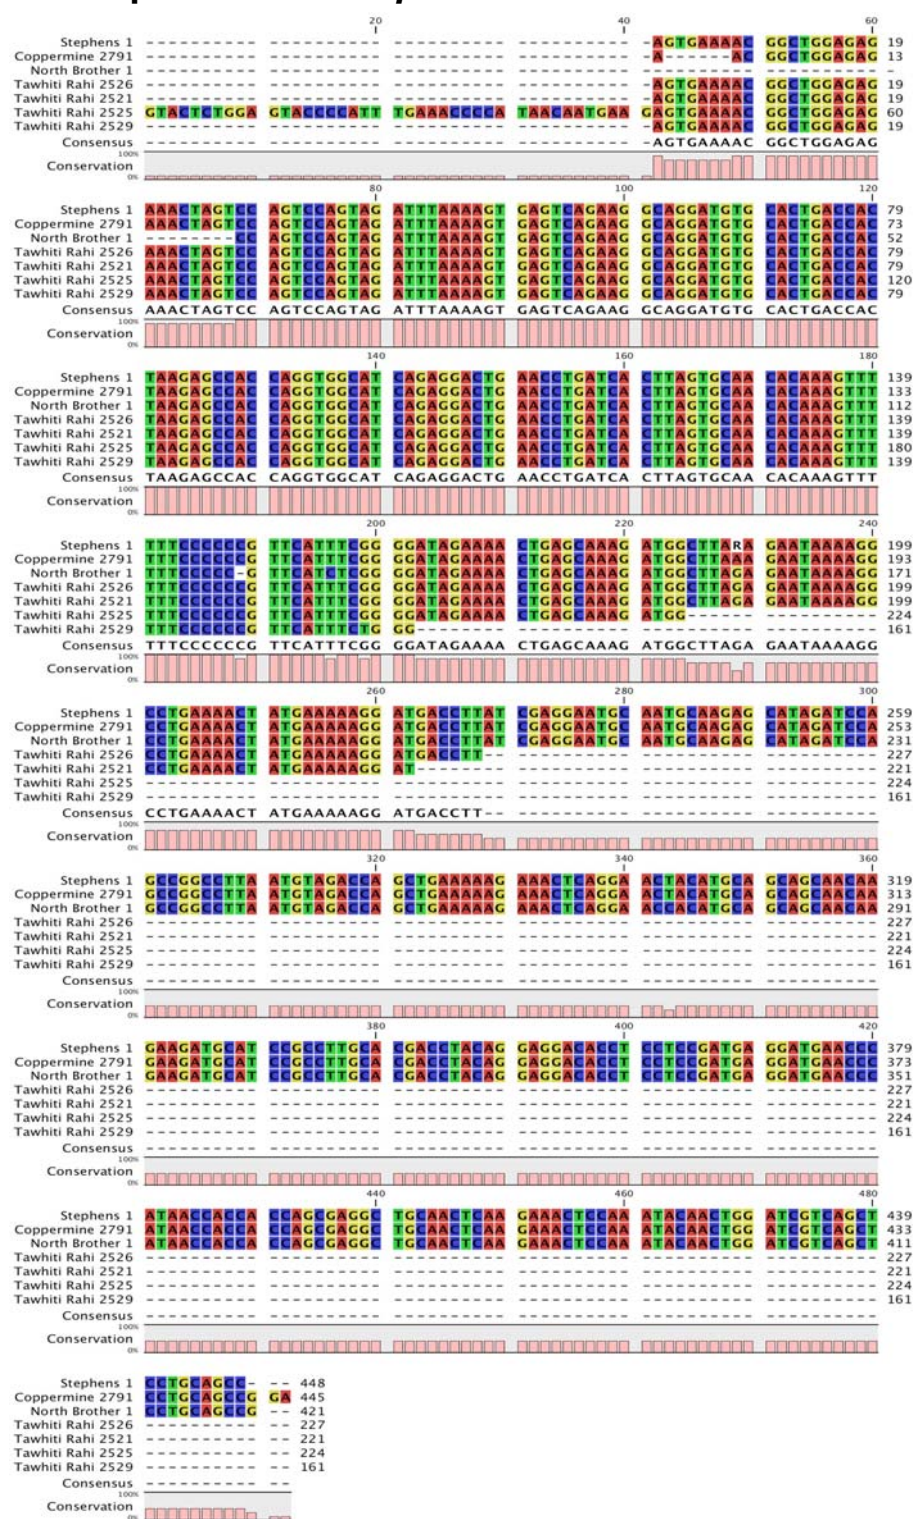 20 40 60
Stephens 1 ---------- ---------- ---------- ---------- -AGTGAAAAC GGCTGGAGAG 19
Coppermine 2791 ---------- ---------- ---------- ---------- -A------AC GGCTGGAGAG 13
North Brother 1 ---------- ---------- ---------- ---------- ---------- ---------- -
Tawhiti Rahi 2526 ---------- ---------- ---------- ---------- -AGTGAAAAC GGCTGGAGAG 19
Tawhiti Rahi 2521 ---------- ---------- ---------- ---------- -AGTGAAAAC GGCTGGAGAG 19
Tawhiti Rahi 2525 GTACTCTGGA GTACCCCATT TGAAACCCCA TAACAATGAA GAGTGAAAAC GGCTGGAGAG 60
Tawhiti Rahi 2529 ---------- ---------- ---------- ---------- -AGTGAAAAC GGCTGGAGAG 19
Consensus ---------- ---------- ---------- ---------- -AGTGAAAAC GGCTGGAGAG
100%
Conservation
0%
80 100 120
Stephens 1 AAACTAGTCC AGTCCAGTAG ATTTAAAAGT GAGTCAGAAG GCAGGATGTG CACTGACCAC 79
Coppermine 2791 AAACTAGTCC AGTCCAGTAG ATTTAAAAGT GAGTCAGAAG GCAGGATGTG CACTGACCAC 73
North Brother 1 --------CC AGTCCAGTAG ATTTAAAAGT GAGTCAGAAG GCAGGATGTG CACTGACCAC 52
Tawhiti Rahi 2526 AAACTAGTCC AGTCCAGTAG ATTTAAAAGT GAGTCAGAAG GCAGGATGTG CACTGACCAC 79
Tawhiti Rahi 2521 AAACTAGTCC AGTCCAGTAG ATTTAAAAGT GAGTCAGAAG GCAGGATGTG CACTGACCAC 79
Tawhiti Rahi 2525 AAACTAGTCC AGTCCAGTAG ATTTAAAAGT GAGTCAGAAG GCAGGATGTG CACTGACCAC 120
Tawhiti Rahi 2529 AAACTAGTCC AGTCCAGTAG ATTTAAAAGT GAGTCAGAAG GCAGGATGTG CACTGACCAC 79
Consensus AAACTAGTCC AGTCCAGTAG ATTTAAAAGT GAGTCAGAAG GCAGGATGTG CACTGACCAC
100%
Conservation
0%
140 160 180
Stephens 1 TAAGAGCCAC CAGGTGGCAT CAGAGGACTG AACCTGATCA CTTAGTGCAA CACAAAGTTT 139
Coppermine 2791 TAAGAGCCAC CAGGTGGCAT CAGAGGACTG AACCTGATCA CTTAGTGCAA CACAAAGTTT 133
North Brother 1 TAAGAGCCAC CAGGTGGCAT CAGAGGACTG AACCTGATCA CTTAGTGCAA CACAAAGTTT 112
Tawhiti Rahi 2526 TAAGAGCCAC CAGGTGGCAT CAGAGGACTG AACCTGATCA CTTAGTGCAA CACAAAGTTT 139
Tawhiti Rahi 2521 TAAGAGCCAC CAGGTGGCAT CAGAGGACTG AACCTGATCA CTTAGTGCAA CACAAAGTTT 139
Tawhiti Rahi 2525 TAAGAGCCAC CAGGTGGCAT CAGAGGACTG AACCTGATCA CTTAGTGCAA CACAAAGTTT 180
Tawhiti Rahi 2529 TAAGAGCCAC CAGGTGGCAT CAGAGGACTG AACCTGATCA CTTAGTGCAA CACAAAGTTT 139
Consensus TAAGAGCCAC CAGGTGGCAT CAGAGGACTG AACCTGATCA CTTAGTGCAA CACAAAGTTT
100%
Conservation
0%
200 220 240
Stephens 1 TTTCCCCCCG TTCATTTCGG GGATAGAAAA CTGAGCAAAG ATGGCTTARA GAATAAAAGG 199
Coppermine 2791 TTTCCCCCCG TTCATTTCGG GGATAGAAAA CTGAGCAAAG ATGGCTTAAA GAATAAAAGG 193
North Brother 1 TTTCCCCC-G TTCATCTCGG GGATAGAAAA CTGAGCAAAG ATGGCTTAGA GAATAAAAGG 171
Tawhiti Rahi 2526 TTTCCCCCCG TTCATTTCGG GGATAGAAAA CTGAGCAAAG ATGGCTTAGA GAATAAAAGG 199
Tawhiti Rahi 2521 TTTCCCCCCG TTCATTTCGG GGATAGAAAA CTGAGCAAAG ATGGCTTAGA GAATAAAAGG 199
Tawhiti Rahi 2525 TTTCCCCCCG TTCATTTCGG GGATAGAAAA CTGAGCAAAG ATGG------ ---------- 224
Tawhiti Rahi 2529 TTTCCCCCCG TTCATTTCTG GG-------- ---------- ---------- ---------- 161
Consensus TTTCCCCCCG TTCATTTCGG GGATAGAAAA CTGAGCAAAG ATGGCTTAGA GAATAAAAGG
100%
Conservation
0%
260 280 300
Stephens 1 CCTGAAAACT ATGAAAAAGG ATGACCTTAT CGAGGAATGC AATGCAAGAG CATAGATCCA 259
Coppermine 2791 CCTGAAAACT ATGAAAAAGG ATGACCTTAT CGAGGAATGC AATGCAAGAG CATAGATCCA 253
North Brother 1 CCTGAAAACT ATGAAAAAGG ATGACCTTAT CGAGGAATGC AATGCAAGAG CATAGATCCA 231
Tawhiti Rahi 2526 CCTGAAAACT ATGAAAAAGG ATGACCTT-- ---------- ---------- ---------- 227
Tawhiti Rahi 2521 CCTGAAAACT ATGAAAAAGG AT-------- ---------- ---------- ---------- 221
Tawhiti Rahi 2525 ---------- ---------- ---------- ---------- ---------- ---------- 224
Tawhiti Rahi 2529 ---------- ---------- ---------- ---------- ---------- ---------- 161
Consensus CCTGAAAACT ATGAAAAAGG ATGACCTT-- ---------- ---------- ----------
100%
Conservation
0%
320 340 360
Stephens 1 GCCGGCCTTA ATGTAGACCA GCTGAAAAAG AAACTCAGGA ACTACATGCA GCAGCAACAA 319
Coppermine 2791 GCCGGCCTTA ATGTAGACCA GCTGAAAAAG AAACTCAGGA ACTACATGCA GCAGCAACAA 313
North Brother 1 GCCGGCCTTA ATGTAGACCA GCTGAAAAAG AAACTCAGGA ACCACATGCA GCAGCAACAA 291
Tawhiti Rahi 2526 ---------- ---------- ---------- ---------- ---------- ---------- 227
Tawhiti Rahi 2521 ---------- ---------- ---------- ---------- ---------- ---------- 221
Tawhiti Rahi 2525 ---------- ---------- ---------- ---------- ---------- ---------- 224
Tawhiti Rahi 2529 ---------- ---------- ---------- ---------- ---------- ---------- 161
Consensus ---------- ---------- ---------- ---------- ---------- ----------
100%
Conservation
0%
380 400 420
Stephens 1 GAAGATGCAT CCGCCTTGCA CGACCTACAG GAGGACACCT CCTCCGATGA GGATGAACCC 379
Coppermine 2791 GAAGATGCAT CCGCCTTGCA CGACCTACAG GAGGACACCT CCTCCGATGA GGATGAACCC 373
North Brother 1 GAAGATGCAT CCGCCTTGCA CGACCTACAG GAGGACACCT CCTCCGATGA GGATGAACCC 351
Tawhiti Rahi 2526 ---------- ---------- ---------- ---------- ---------- ---------- 227
Tawhiti Rahi 2521 ---------- ---------- ---------- ---------- ---------- ---------- 221
Tawhiti Rahi 2525 ---------- ---------- ---------- ---------- ---------- ---------- 224
Tawhiti Rahi 2529 ---------- ---------- ---------- ---------- ---------- ---------- 161
Consensus ---------- ---------- ---------- ---------- ---------- ----------
100%
Conservation
0%
440 460 480
Stephens 1 ATAACCACCA CCAGCGAGGC TGCAACTCAA GAAACTCCAA ATACAACTGG ATCGTCAGCT 439
Coppermine 2791 ATAACCACCA CCAGCGAGGC TGCAACTCAA GAAACTCCAA ATACAACTGG ATCGTCAGCT 433
North Brother 1 ATAACCACCA CCAGCGAGGC TGCAACTCAA GAAACTCCAA ATACAACTGG ATCGTCAGCT 411
Tawhiti Rahi 2526 ---------- ---------- ---------- ---------- ---------- ---------- 227
Tawhiti Rahi 2521 ---------- ---------- ---------- ---------- ---------- ---------- 221
Tawhiti Rahi 2525 ---------- ---------- ---------- ---------- ---------- ---------- 224
Tawhiti Rahi 2529 ---------- ---------- ---------- ---------- ---------- ---------- 161
Consensus ---------- ---------- ---------- ---------- ---------- ----------
100%
Conservation
0%
Stephens 1 CCTGCAGCC- -- 448
Coppermine 2791 CCTGCAGCCG GA 445
North Brother 1 CCTGCAGCCG -- 421
Tawhiti Rahi 2526 ---------- -- 227
Tawhiti Rahi 2521 ---------- -- 221
Tawhiti Rahi 2525 ---------- -- 224
Tawhiti Rahi 2529 ---------- -- 161
Consensus ---------- --
100%
Conservation
0%